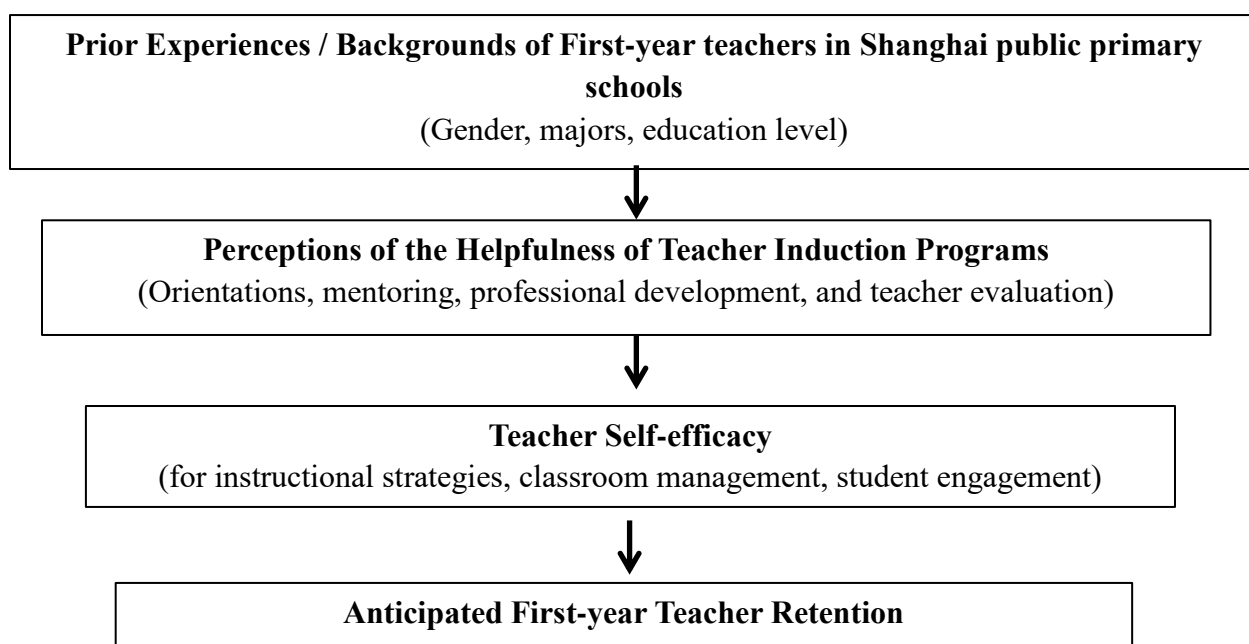 Prior Experiences / Backgrounds of First-year teachers in Shanghai public primary
schools
(Gender, majors, education level)
Perceptions of the Helpfulness of Teacher Induction Programs
(Orientations, mentoring, professional development, and teacher evaluation)
Teacher Self-efficacy
(for instructional strategies, classroom management, student engagement)
Anticipated First-year Teacher Retention